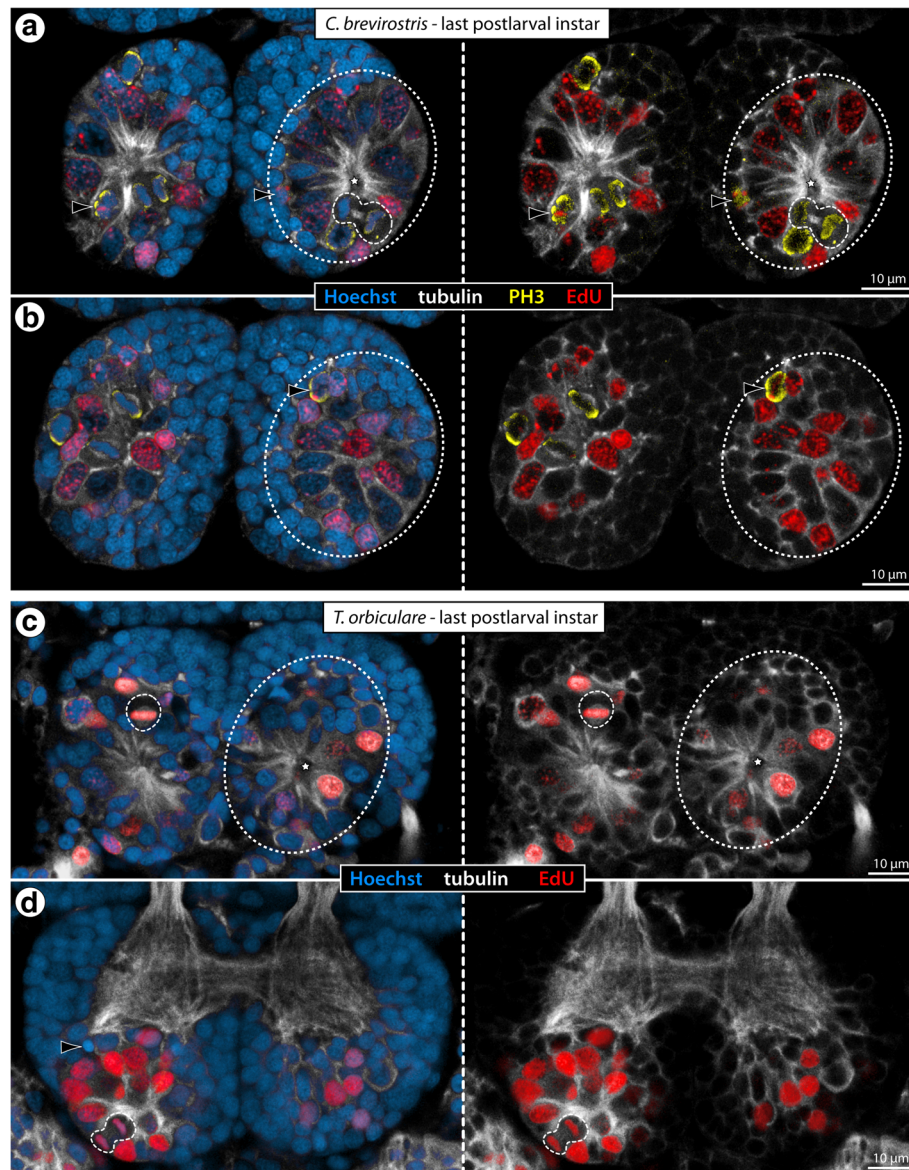 a
C. brevirostris - last postlarval instar
10 µm
Hoechst tubulin PH3 EdU
b
10 µm
T. orbiculare - last postlarval instar
c
10 µm
Hoechst tubulin EdU
d
10 µm